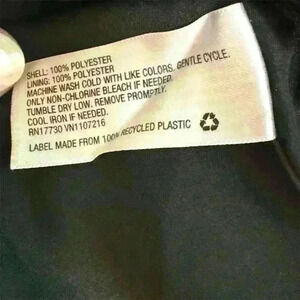 SHELL: 100% POLYESTER
LINING: 100% POLYESTER
MACHINE WASH COLD WITH LIKE COLORS. GENTLE CYCLE.
ONLY NON-CHLORINE BLEACH IF NEEDED.
TUMBLE DRY LOW. REMOVE PROMPTLY.
COOL IRON IF NEEDED.
RN17730 VN1107216
LABEL MADE FROM 100% RECYCLED PLASTIC